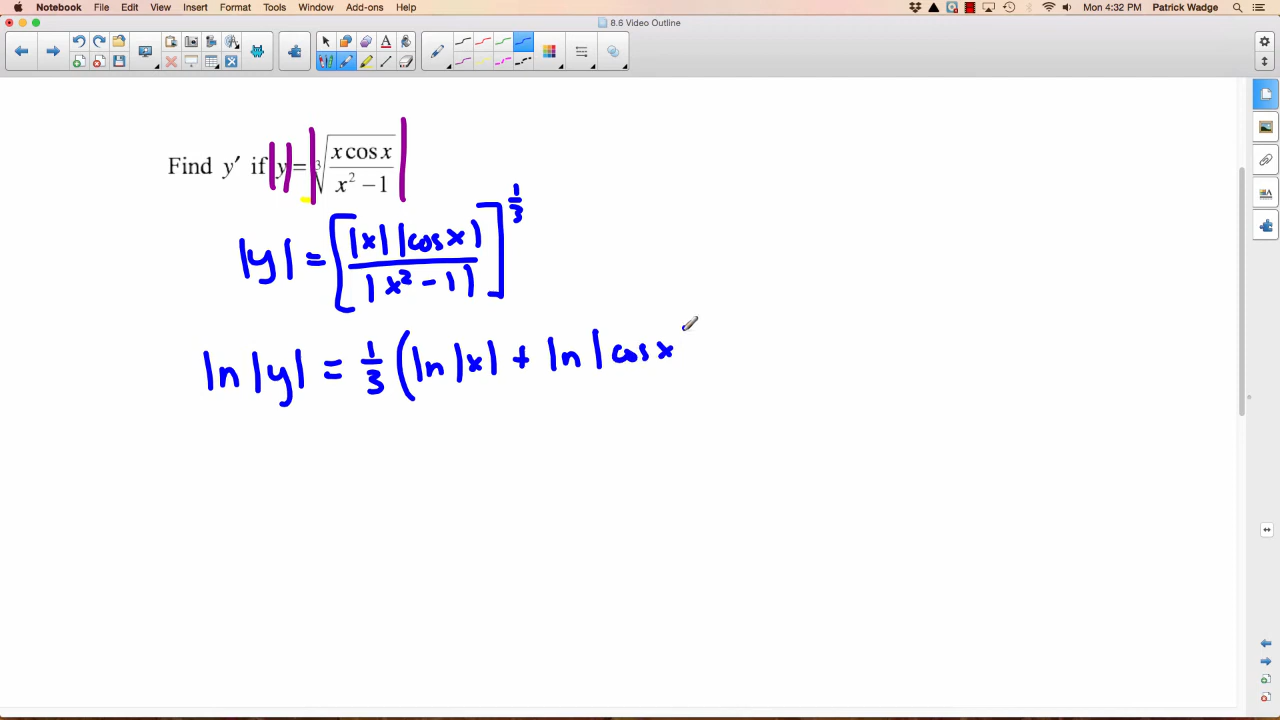 Notebook File Edit View Insert Format Tools Window Add-ons Help Mon 4:32 PM Patrick Wadge
8.6 Video Outline
Find y′ if |y| = |∛(x cos x / (x² − 1))|
|y| = [|x| |cos x| / |x² − 1|]^(1/3)
ln |y| = 1/3 (ln |x| + ln | cos x